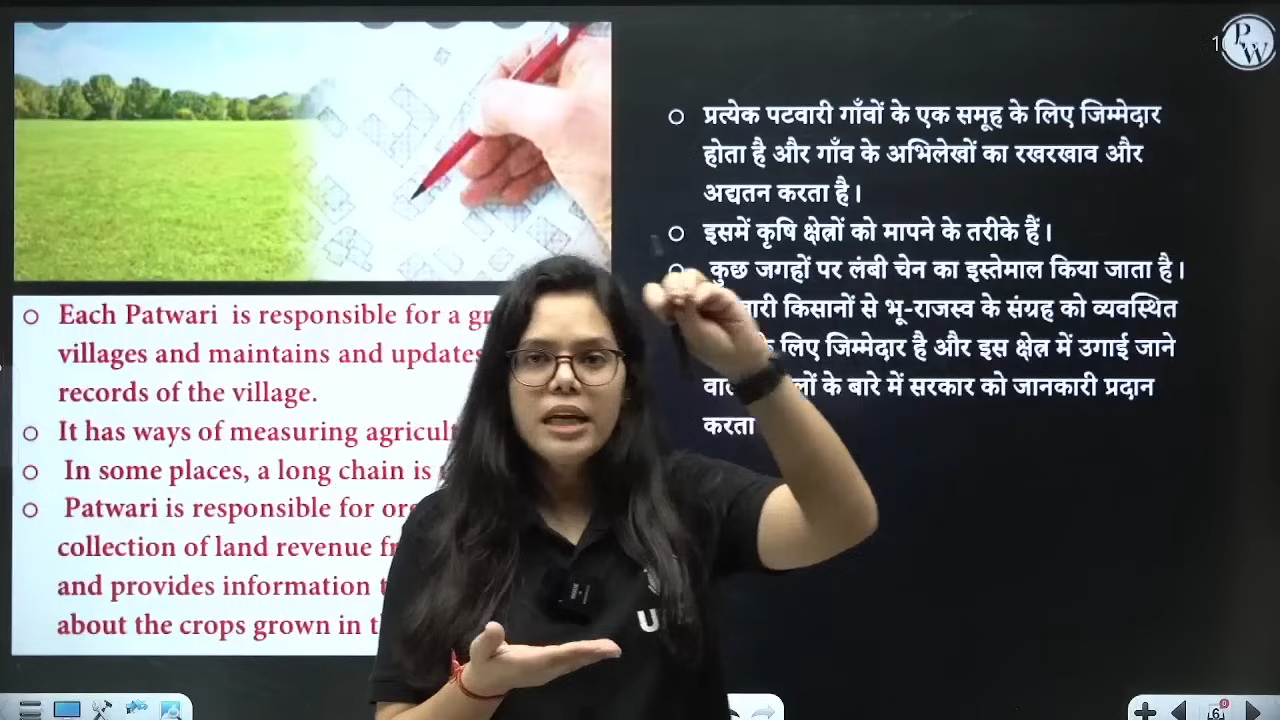 Each Patwari is responsible for a
villages and maintains and updates
records of the village.
It has ways of measuring
In some places, a long chain is
Patwari is responsible for
collection of land revenue
and provides information
about the crops grown in
प्रत्येक पटवारी गाँवों के एक समूह के लिए जिम्मेदार
होता है और गाँव के अभिलेखों का रखरखाव और
अद्यतन करता है।
इसमें कृषि क्षेत्रों को मापने के तरीके हैं।
कुछ जगहों पर लंबी चेन का इस्तेमाल किया जाता है।
किसानों से भू-राजस्व के संग्रह को व्यवस्थित
लिए जिम्मेदार है और इस क्षेत्र में उगाई जाने
के बारे में सरकार को जानकारी प्रदान
करता
PW
U
6